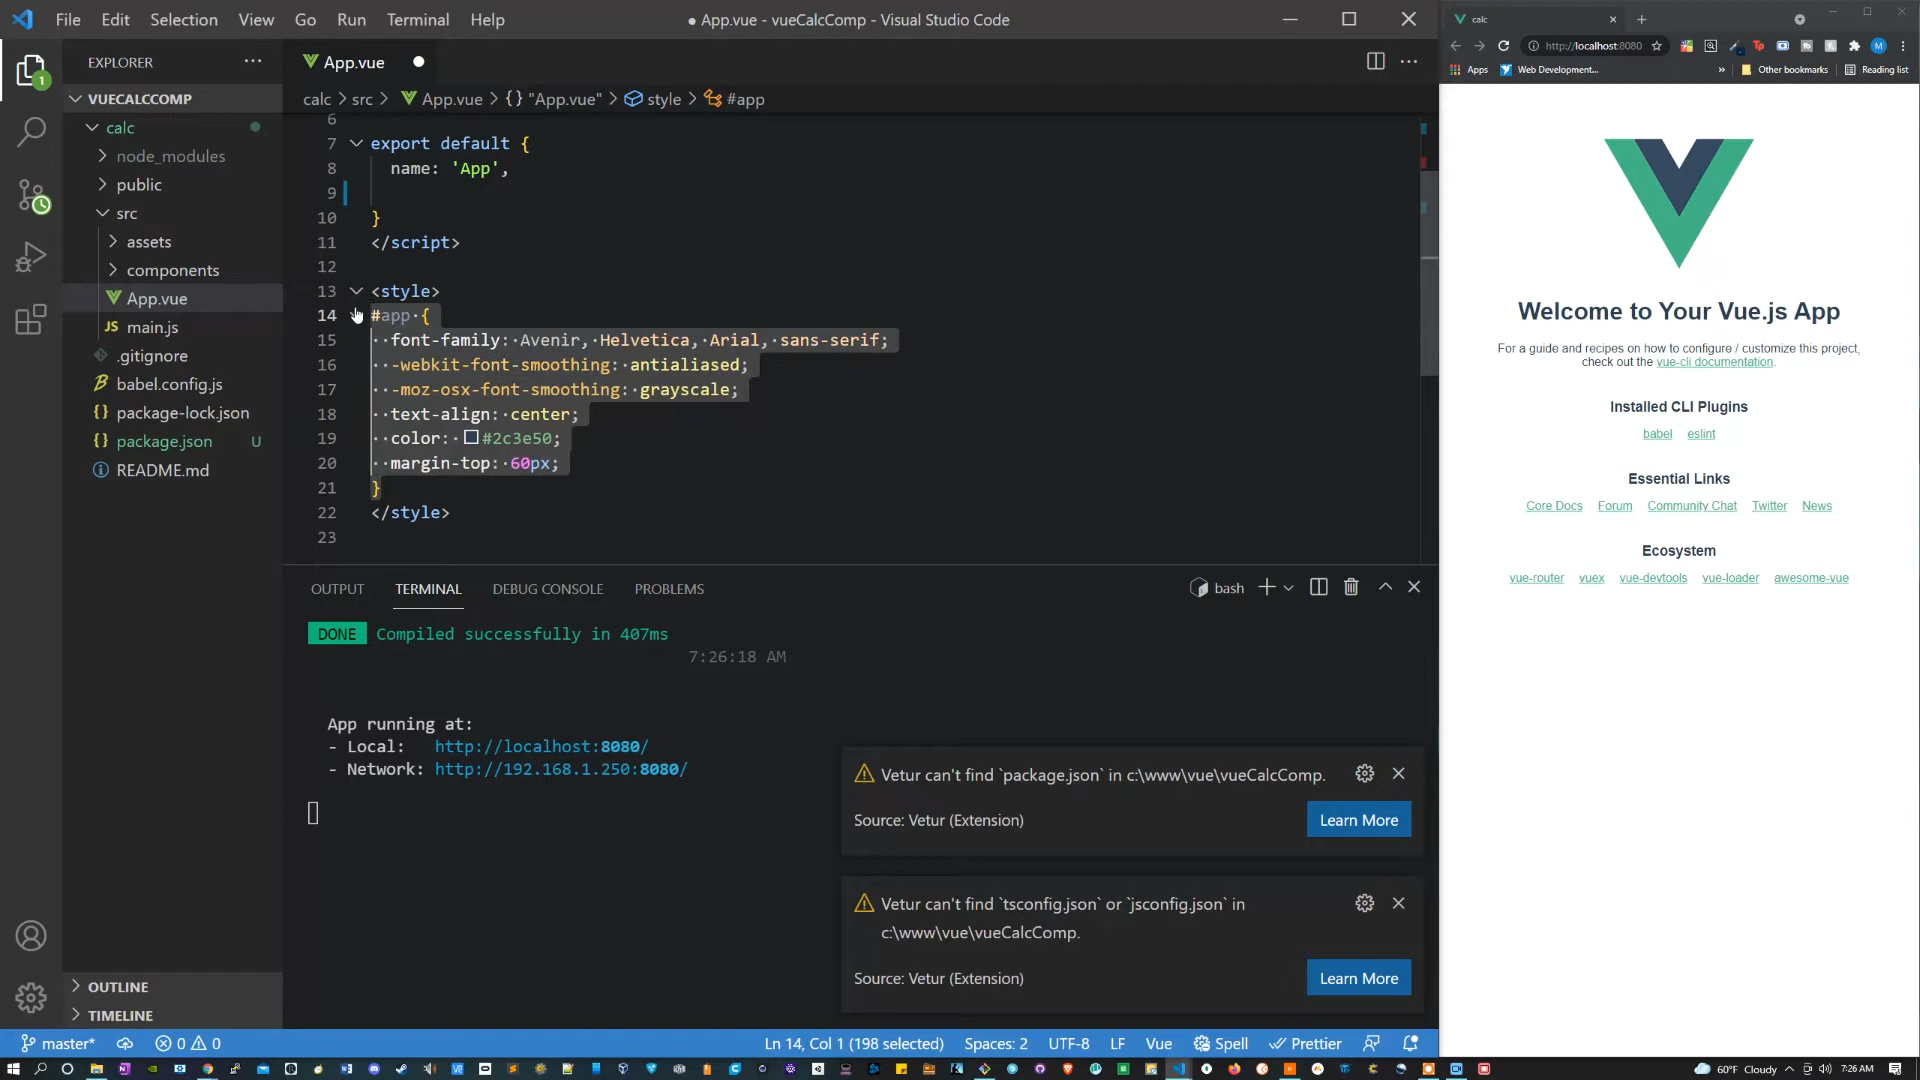 File Edit Selection View Go Run Terminal Help
● App.vue - vueCalcComp - Visual Studio Code
EXPLORER
VUECALCCOMP
calc
node_modules
public
src
assets
components
App.vue
main.js
.gitignore
babel.config.js
package-lock.json
package.json U
README.md
OUTLINE
TIMELINE
App.vue
calc > src > App.vue > {} "App.vue" > style > #app
6
7 export default {
8 name: 'App',
9
10 }
11 </script>
12
13 <style>
14 #app {
15 font-family: Avenir, Helvetica, Arial, sans-serif;
16 -webkit-font-smoothing: antialiased;
17 -moz-osx-font-smoothing: grayscale;
18 text-align: center;
19 color: #2c3e50;
20 margin-top: 60px;
21 }
22 </style>
23
OUTPUT TERMINAL DEBUG CONSOLE PROBLEMS
bash
DONE Compiled successfully in 407ms
7:26:18 AM
App running at:
- Local: http://localhost:8080/
- Network: http://192.168.1.250:8080/
Vetur can't find `package.json` in c:\www\vue\vueCalcComp.
Source: Vetur (Extension)
Learn More
Vetur can't find `tsconfig.json` or `jsconfig.json` in
c:\www\vue\vueCalcComp.
Source: Vetur (Extension)
Learn More
master* 0 0 Ln 14, Col 1 (198 selected) Spaces: 2 UTF-8 LF Vue Spell Prettier
calc
http://localhost:8080
Apps Web Development... » Other bookmarks Reading list
Welcome to Your Vue.js App
For a guide and recipes on how to configure / customize this project,
check out the vue-cli documentation.
Installed CLI Plugins
babel eslint
Essential Links
Core Docs Forum Community Chat Twitter News
Ecosystem
vue-router vuex vue-devtools vue-loader awesome-vue
60°F Cloudy 7:26 AM